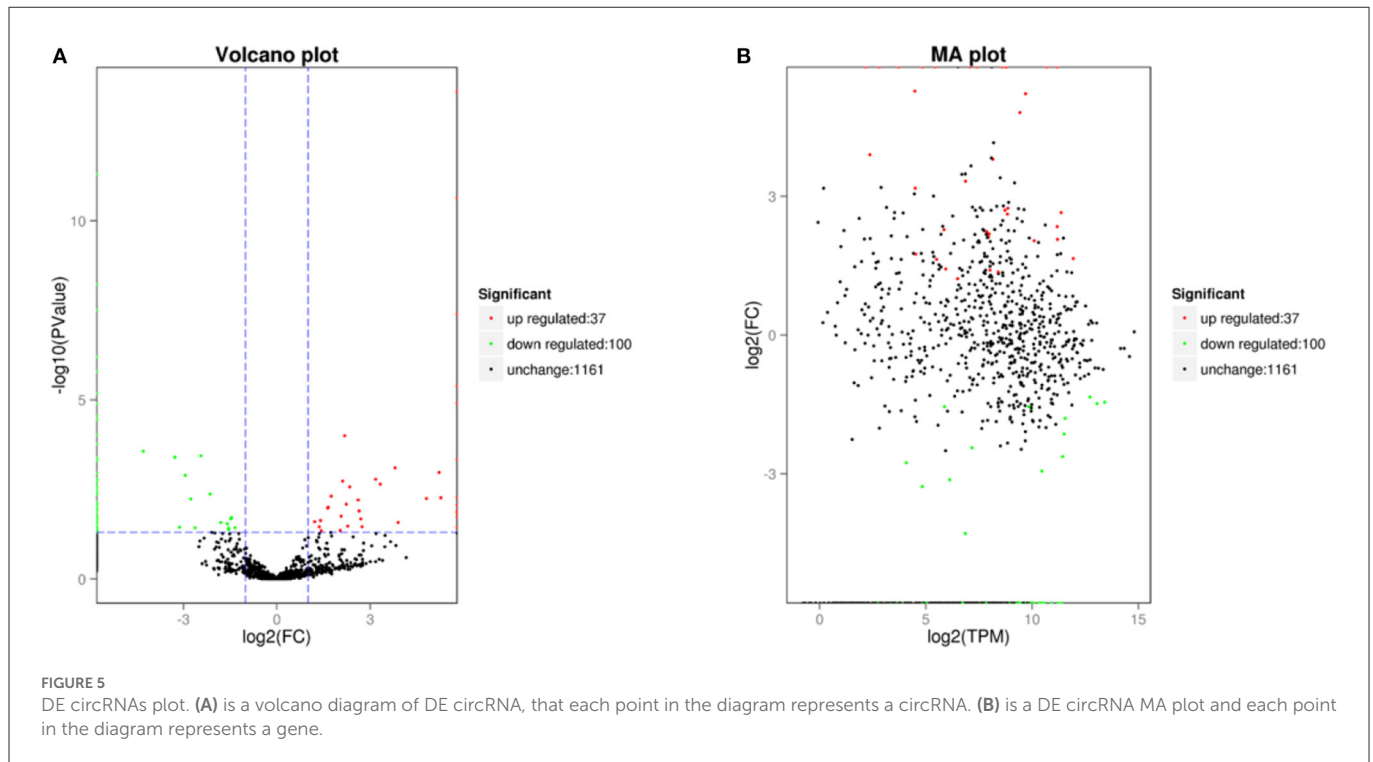 A
Volcano plot
10
5
0
-log10(PValue)
-3
0
3
log2(FC)
Significant
up regulated:37
down regulated:100
unchange:1161
B
MA plot
3
0
-3
log2(FC)
0
5
10
15
log2(TPM)
Significant
up regulated:37
down regulated:100
unchange:1161
FIGURE 5
DE circRNAs plot. (A) is a volcano diagram of DE circRNA, that each point in the diagram represents a circRNA. (B) is a DE circRNA MA plot and each point
in the diagram represents a gene.